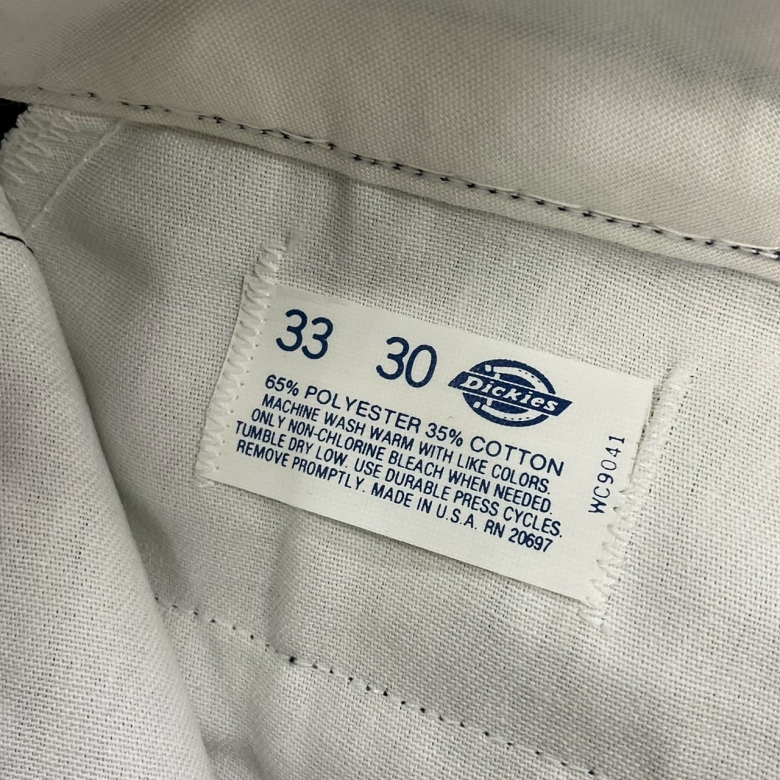 33 30 Dickies
65% POLYESTER 35% COTTON
MACHINE WASH WARM WITH LIKE COLORS.
ONLY NON-CHLORINE BLEACH WHEN NEEDED.
TUMBLE DRY LOW. USE DURABLE PRESS CYCLES.
REMOVE PROMPTLY. MADE IN U.S.A. RN 20697
WC9041